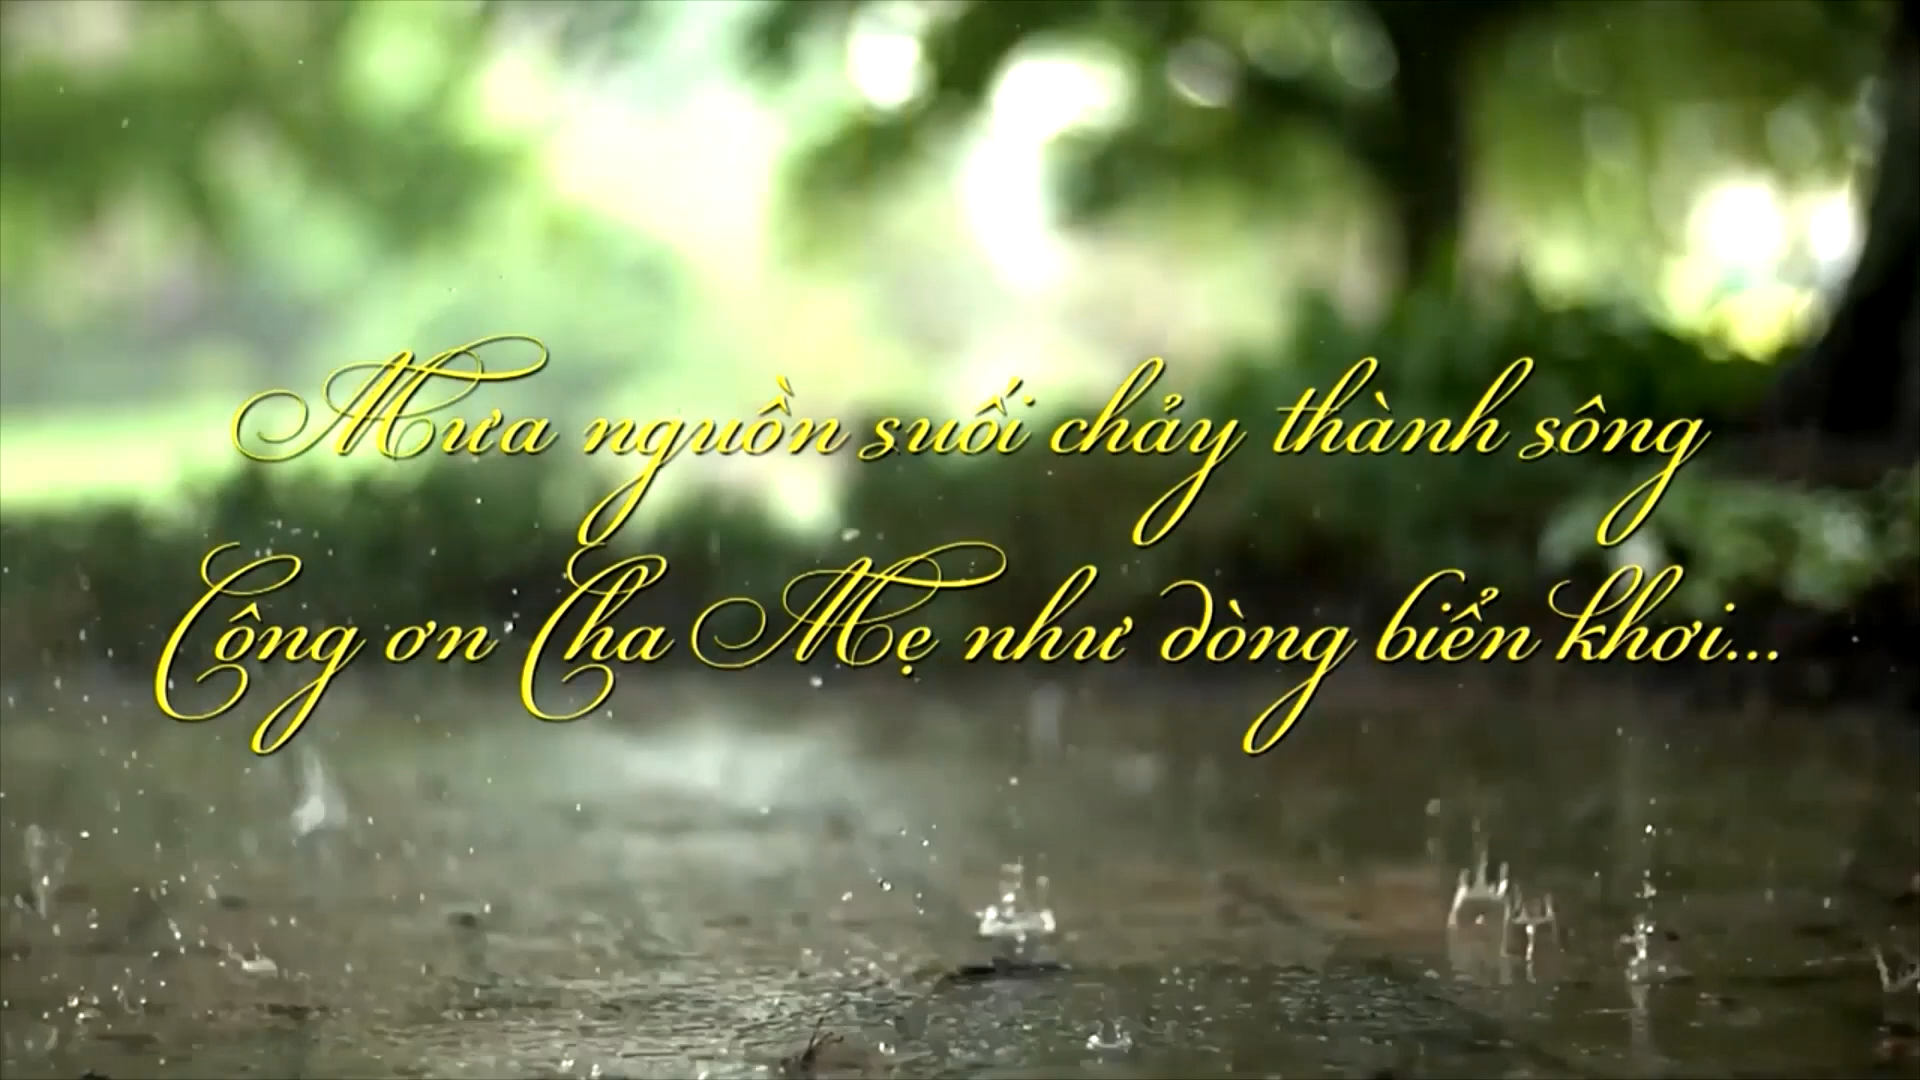 Mưa nguồn suối chảy thành sông
Công ơn Cha Mẹ như dòng biển khơi...